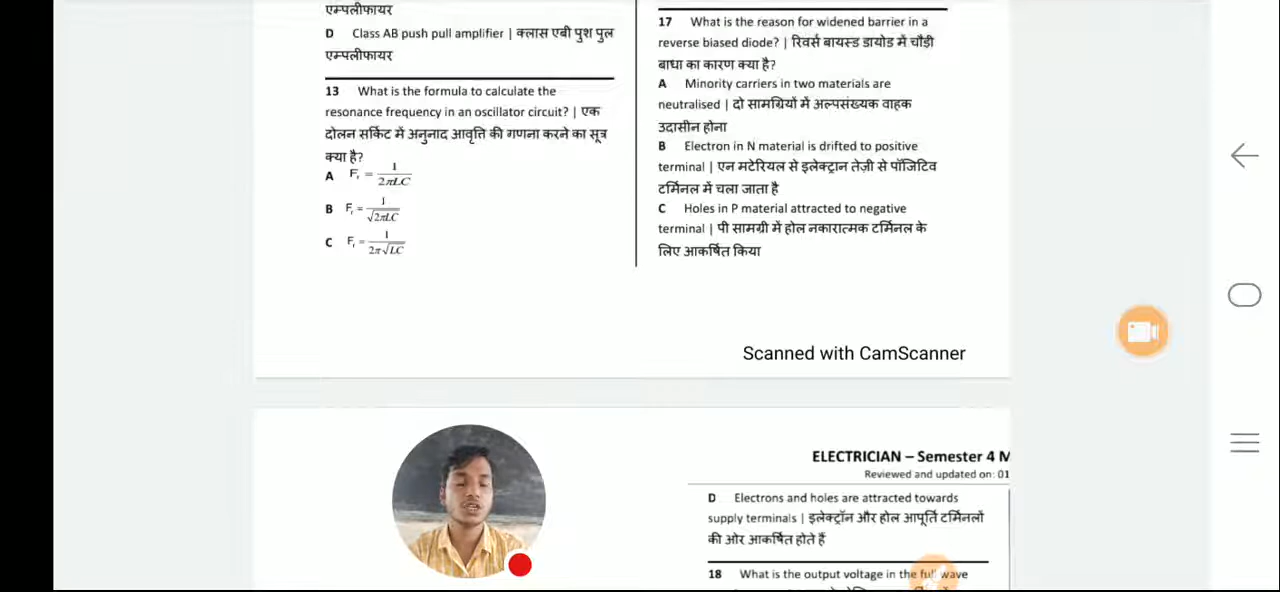 एम्पलीफायर
D Class AB push pull amplifier | क्लास एबी पुश पुल
एम्पलीफायर
13 What is the formula to calculate the
resonance frequency in an oscillator circuit? | एक
दोलन सर्किट में अनुनाद आवृति की गणना करने का सूत्र
क्या है?
A Fr = 1/2πLC
B Fr = 1/√2πLC
C Fr = 1/2π√LC
17 What is the reason for widened barrier in a
reverse biased diode? | रिवर्स बायस्ड डायोड में चौड़ी
बाधा का कारण क्या है?
A Minority carriers in two materials are
neutralised | दो सामग्रियों में अल्पसंख्यक वाहक
उदासीन होना
B Electron in N material is drifted to positive
terminal | एन मटेरियल से इलेक्ट्रान तेज़ी से पॉजिटिव
टर्मिनल में चला जाता है
C Holes in P material attracted to negative
terminal | पी सामग्री में होल नकारात्मक टर्मिनल के
लिए आकर्षित किया
Scanned with CamScanner
ELECTRICIAN – Semester 4 M
Reviewed and updated on: 01
D Electrons and holes are attracted towards
supply terminals | इलेक्ट्रॉन और होल आपूर्ति टर्मिनलों
की ओर आकर्षित होते हैं
18 What is the output voltage in the full wave